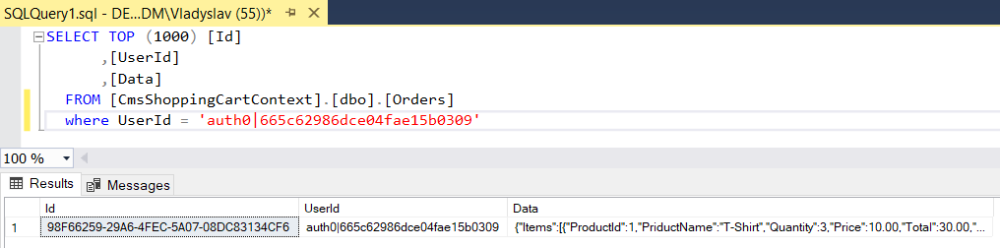 SQLQuery1.sql - DE...DM\Vladyslav (55))*
SELECT TOP (1000) [Id]
,[UserId]
,[Data]
FROM [CmsShoppingCartContext].[dbo].[Orders]
where UserId = 'auth0|665c62986dce04fae15b0309'
100 %
Results Messages
Id UserId Data
1 98F66259-29A6-4FEC-5A07-08DC83134CF6 auth0|665c62986dce04fae15b0309 {"Items":[{"ProductId":1,"PriductName":"T-Shirt","Quantity":3,"Price":10.00,"Total":30.00,"...